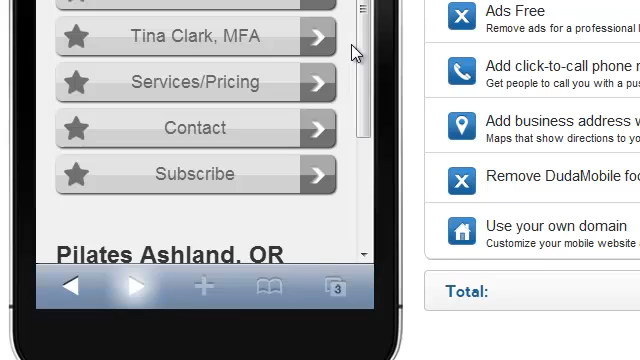 Tina Clark, MFA
Services/Pricing
Contact
Subscribe
Pilates Ashland, OR
3
Ads Free
Remove ads for a professional
Add click-to-call phone
Get people to call you with a
Add business address
Maps that show directions to
Remove DudaMobile
Use your own domain
Customize your mobile website
Total: